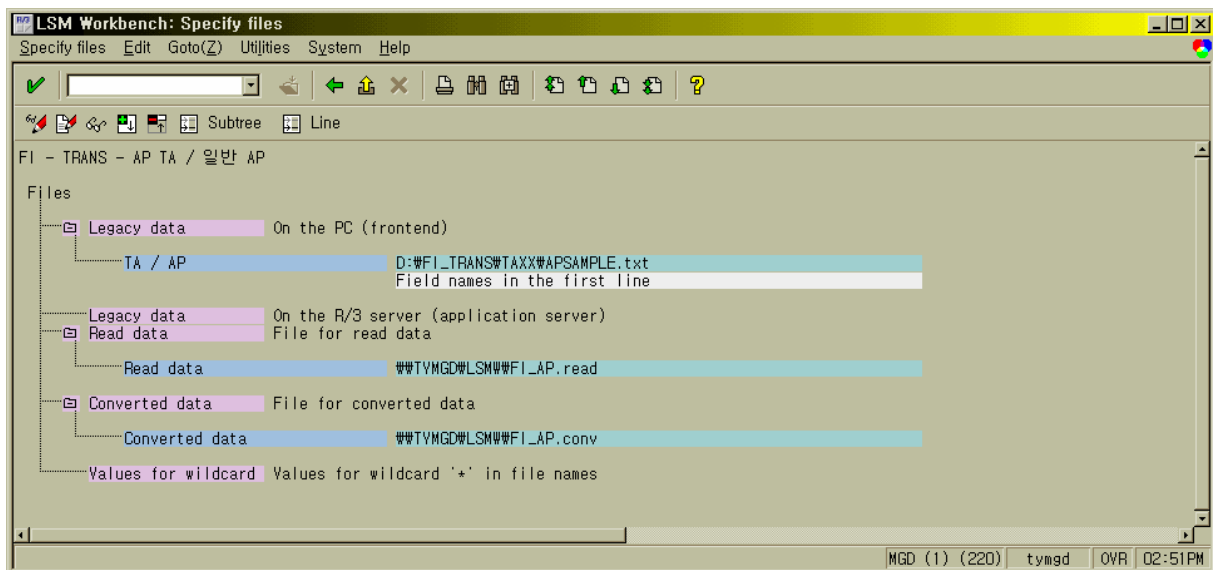 LSM Workbench: Specify files
Specify files Edit Goto(Z) Utilities System Help
Subtree Line
FI - TRANS - AP TA / 일반 AP
Files
Legacy data On the PC (frontend)
TA / AP D:₩FI_TRANS₩TAXX₩APSAMPLE.txt
Field names in the first line
Legacy data On the R/3 server (application server)
Read data File for read data
Read data ₩₩TYMGD₩LSMW₩FI_AP.read
Converted data File for converted data
Converted data ₩₩TYMGD₩LSMW₩FI_AP.conv
Values for wildcard Values for wildcard '*' in file names
MGD (1) (220) tymgd OVR 02:51PM